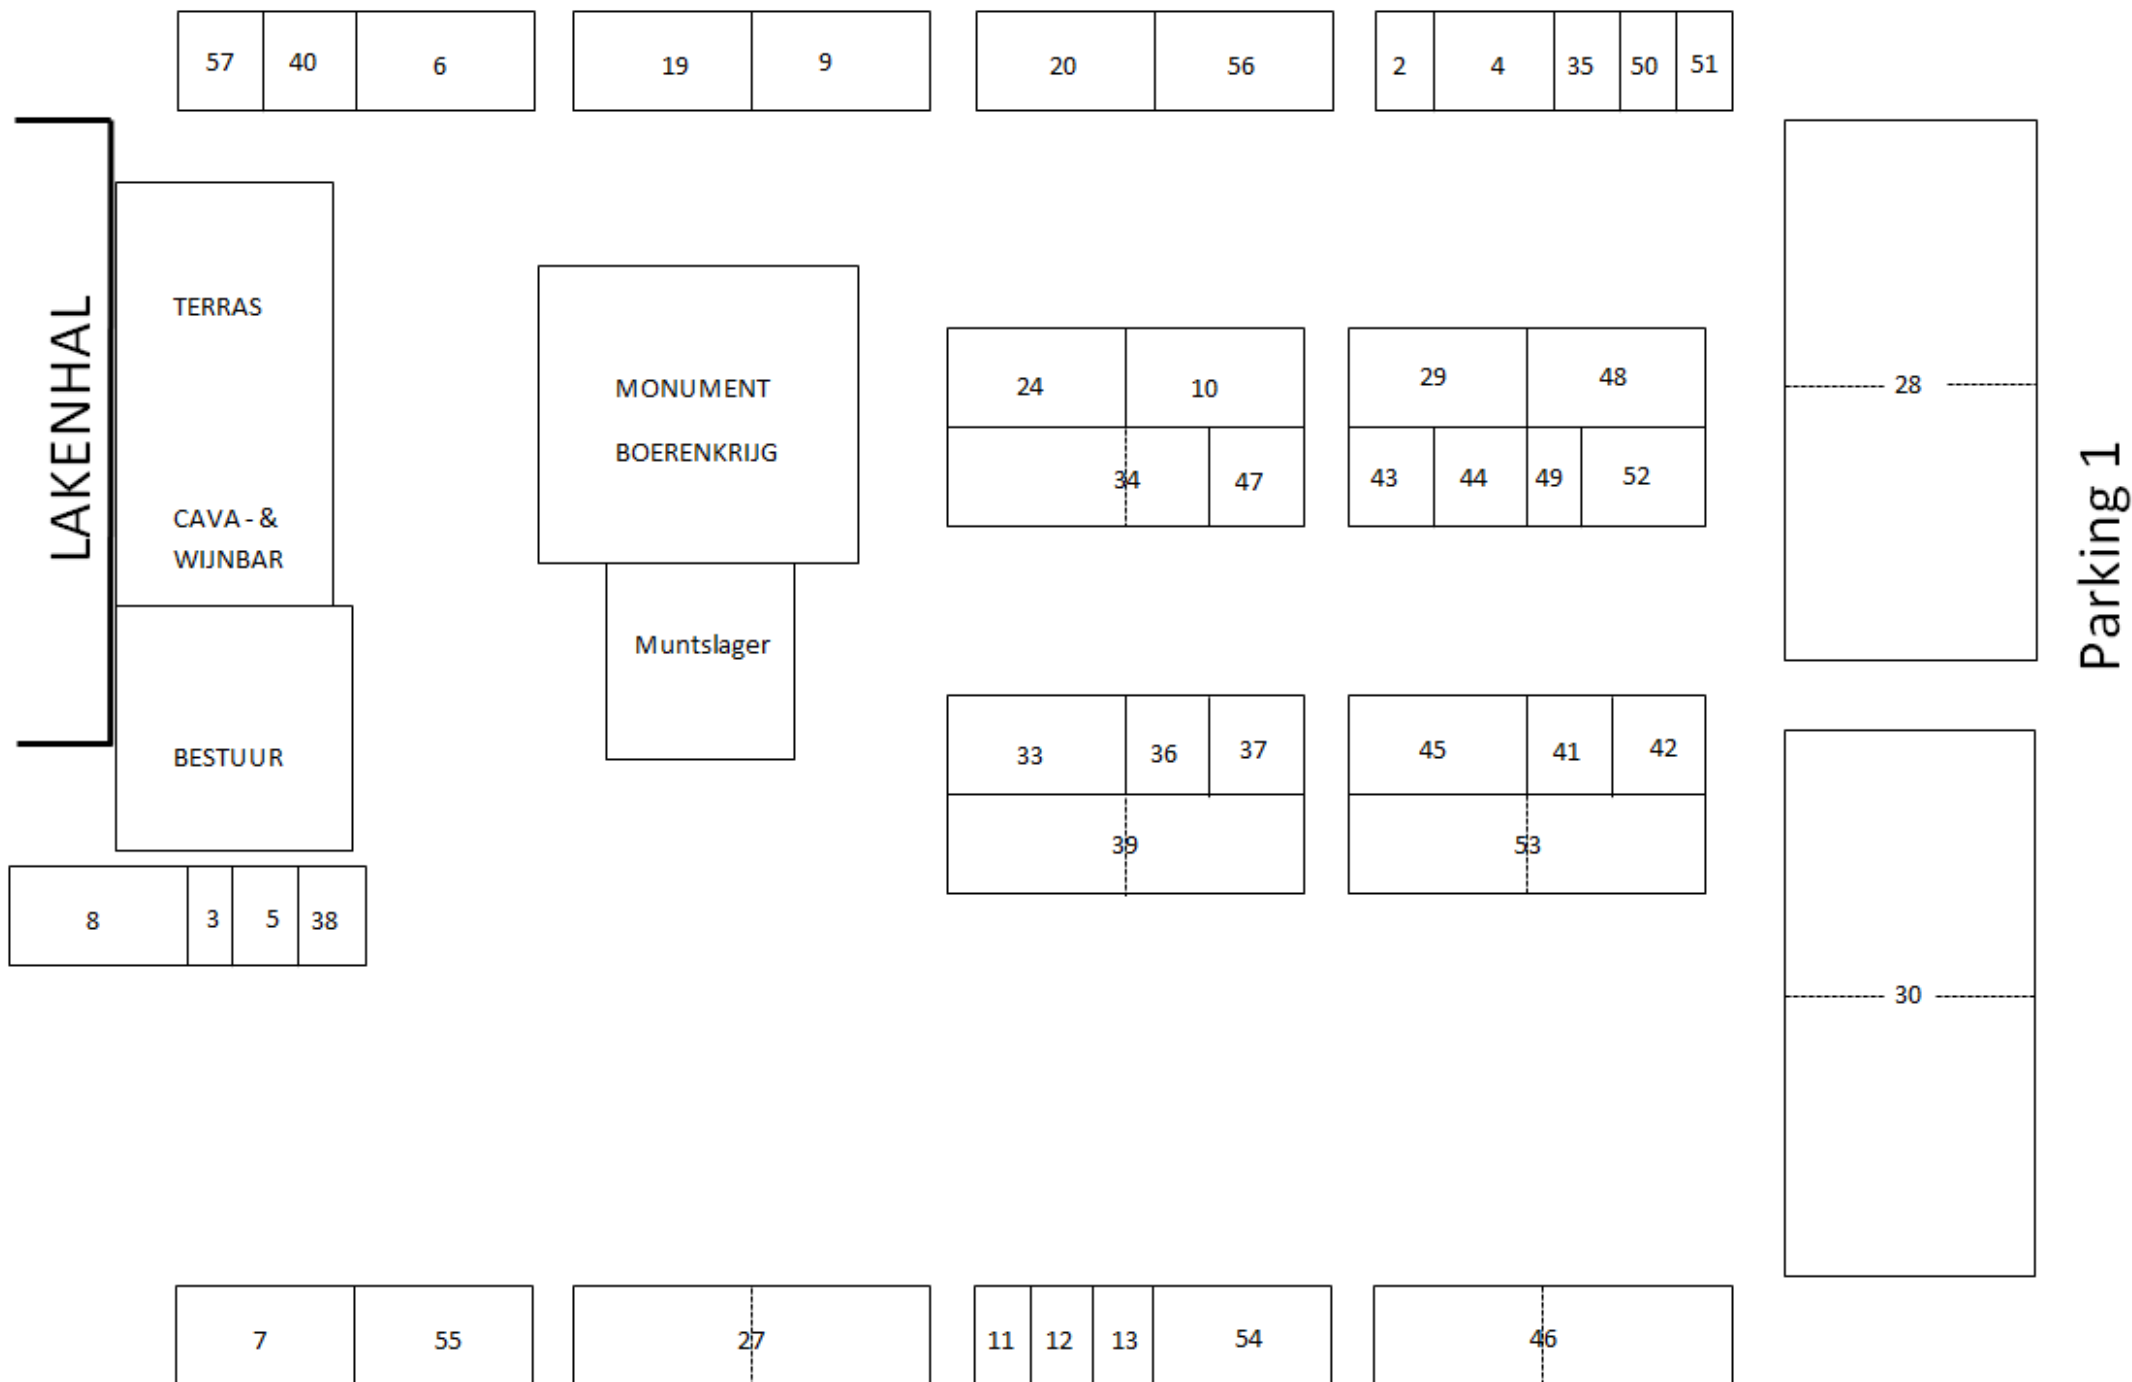 57 40 6 19 9 20 56 2 4 35 50 51
LAKENHAL
TERRAS
CAVA - &
WIJNBAR
BESTUUR
MONUMENT
BOERENKRIJG
Muntslager
24 10
34 47
29 48
43 44 49 52
28
Parking 1
33 36 37
39
45 41 42
53
30
8 3 5 38
7 55 27 11 12 13 54 46